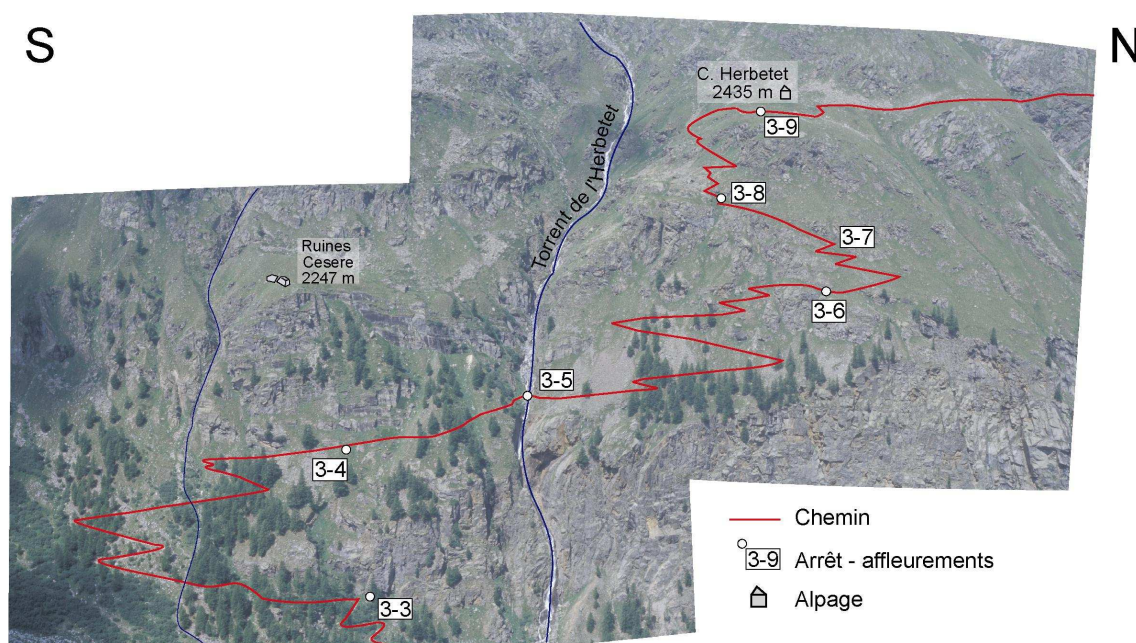 S
N
C. Herbetet
2435 m
3-9
Torrent de l'Herbetet
3-8
3-7
Ruines
Cesere
2247 m
3-6
3-5
3-4
3-3
Chemin
3-9
Arrêt - affleurements
Alpage